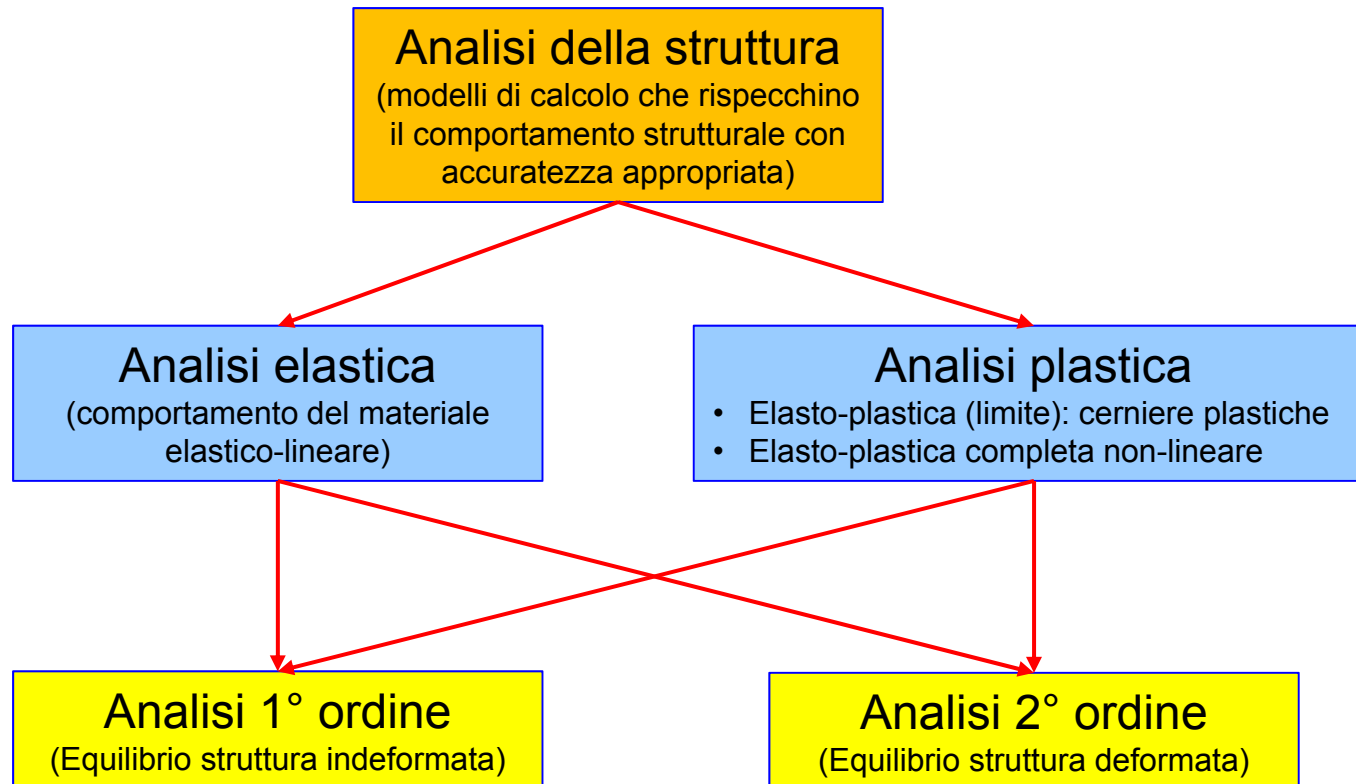 Analisi della struttura
(modelli di calcolo che rispecchino
il comportamento strutturale con
accuratezza appropriata)
Analisi elastica
(comportamento del materiale
elastico-lineare)
Analisi plastica
• Elasto-plastica (limite): cerniere plastiche
• Elasto-plastica completa non-lineare
Analisi 1° ordine
(Equilibrio struttura indeformata)
Analisi 2° ordine
(Equilibrio struttura deformata)